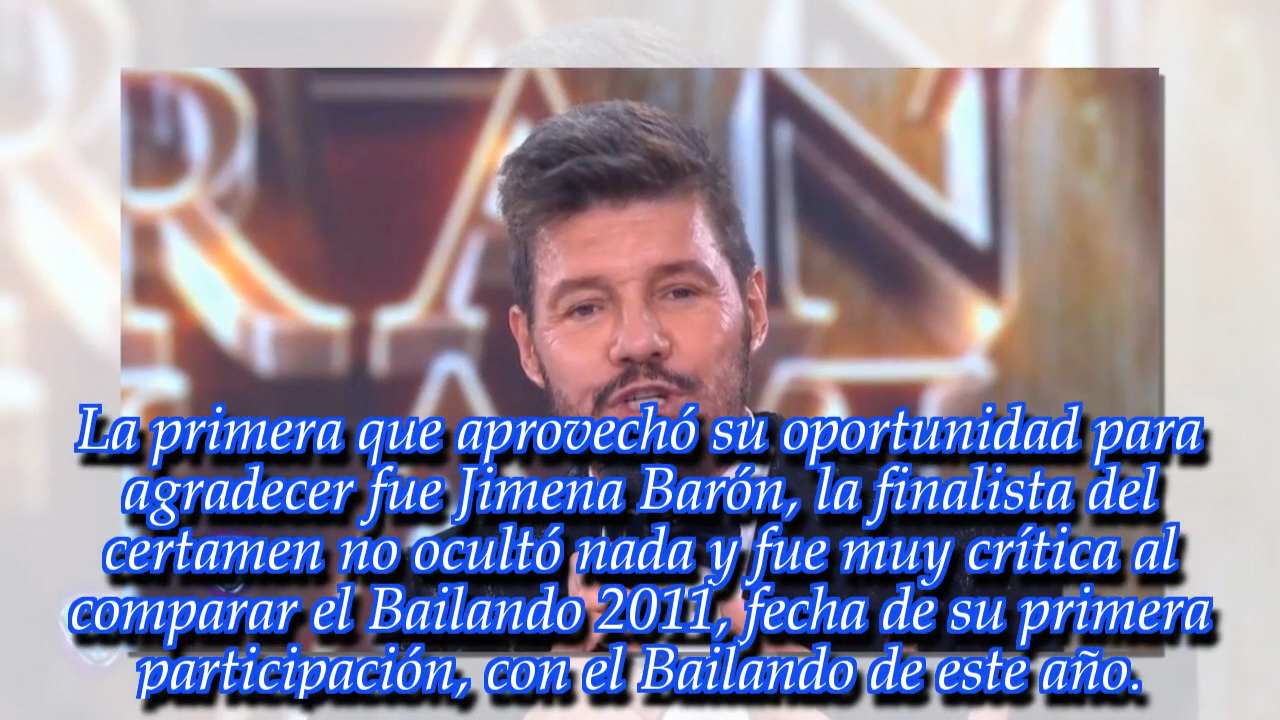 RAN
La primera que aprovechó su oportunidad para
agradecer fue Jimena Barón, la finalista del
certamen no ocultó nada y fue muy crítica al
comparar el Bailando 2011, fecha de su primera
participación, con el Bailando de este año.